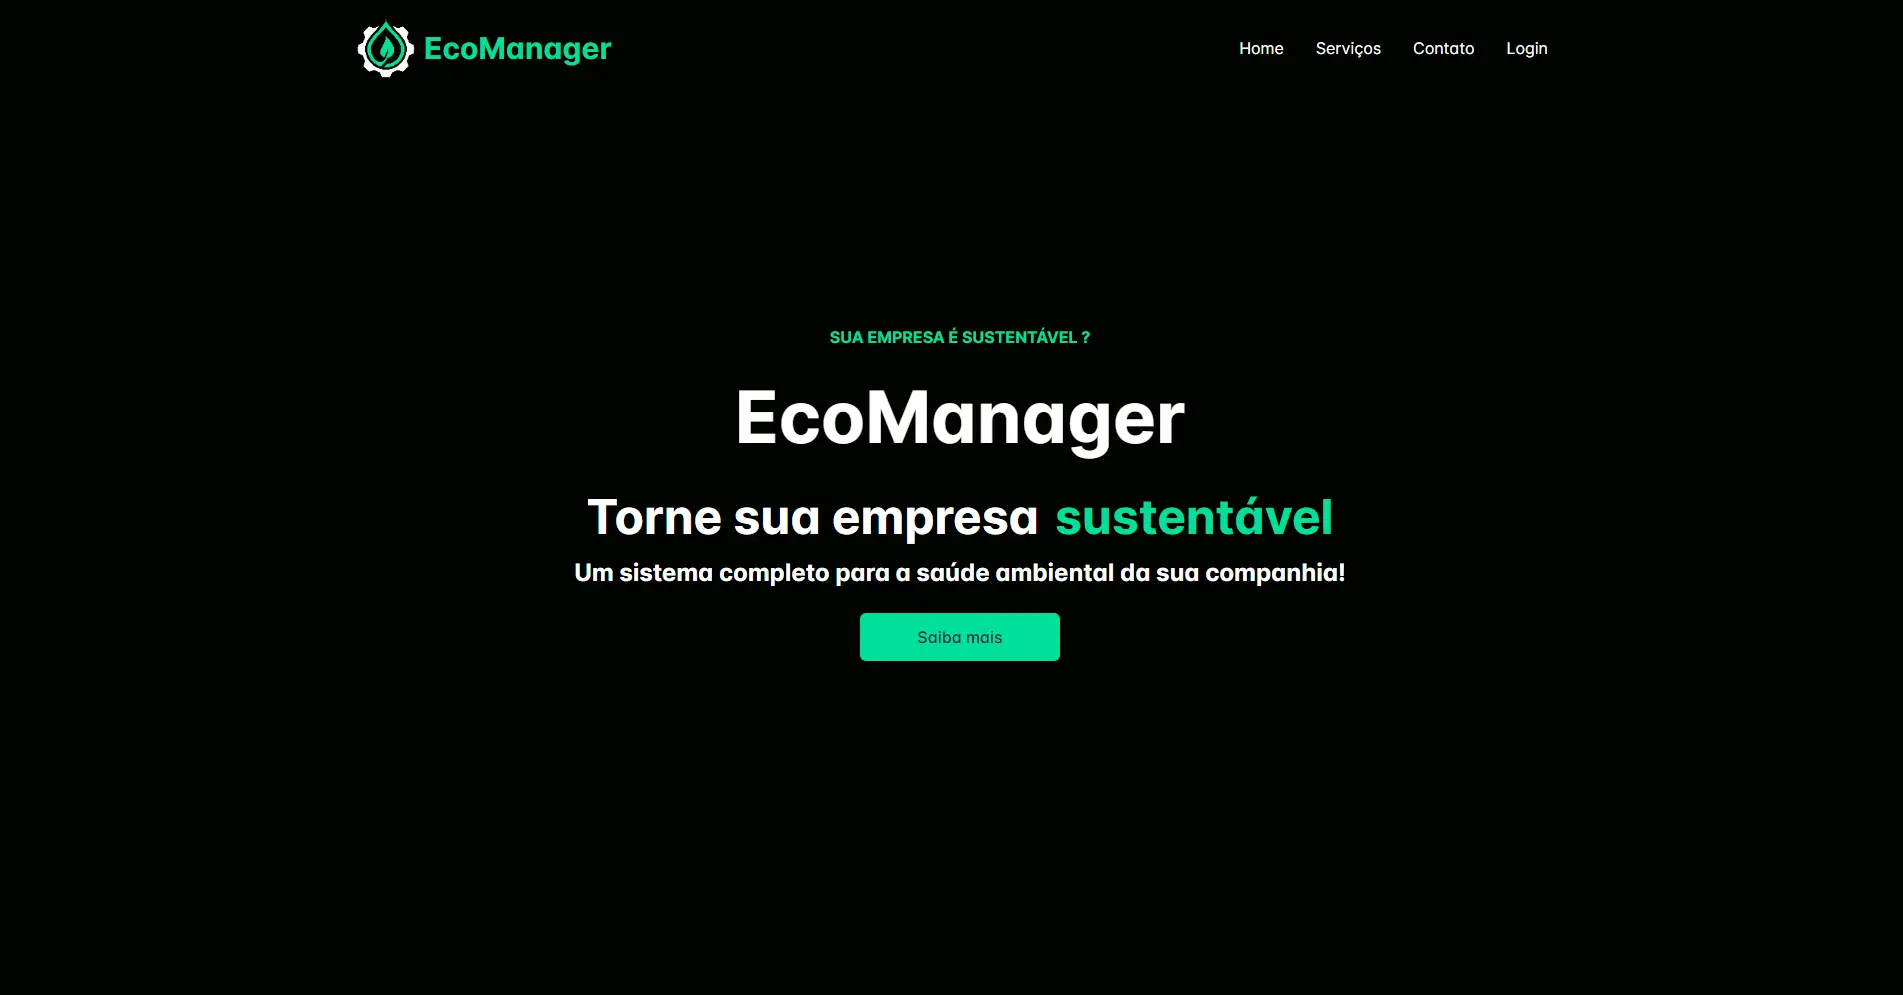 EcoManager
Home Serviços Contato Login
SUA EMPRESA É SUSTENTÁVEL ?
EcoManager
Torne sua empresa sustentável
Um sistema completo para a saúde ambiental da sua companhia!
Saiba mais